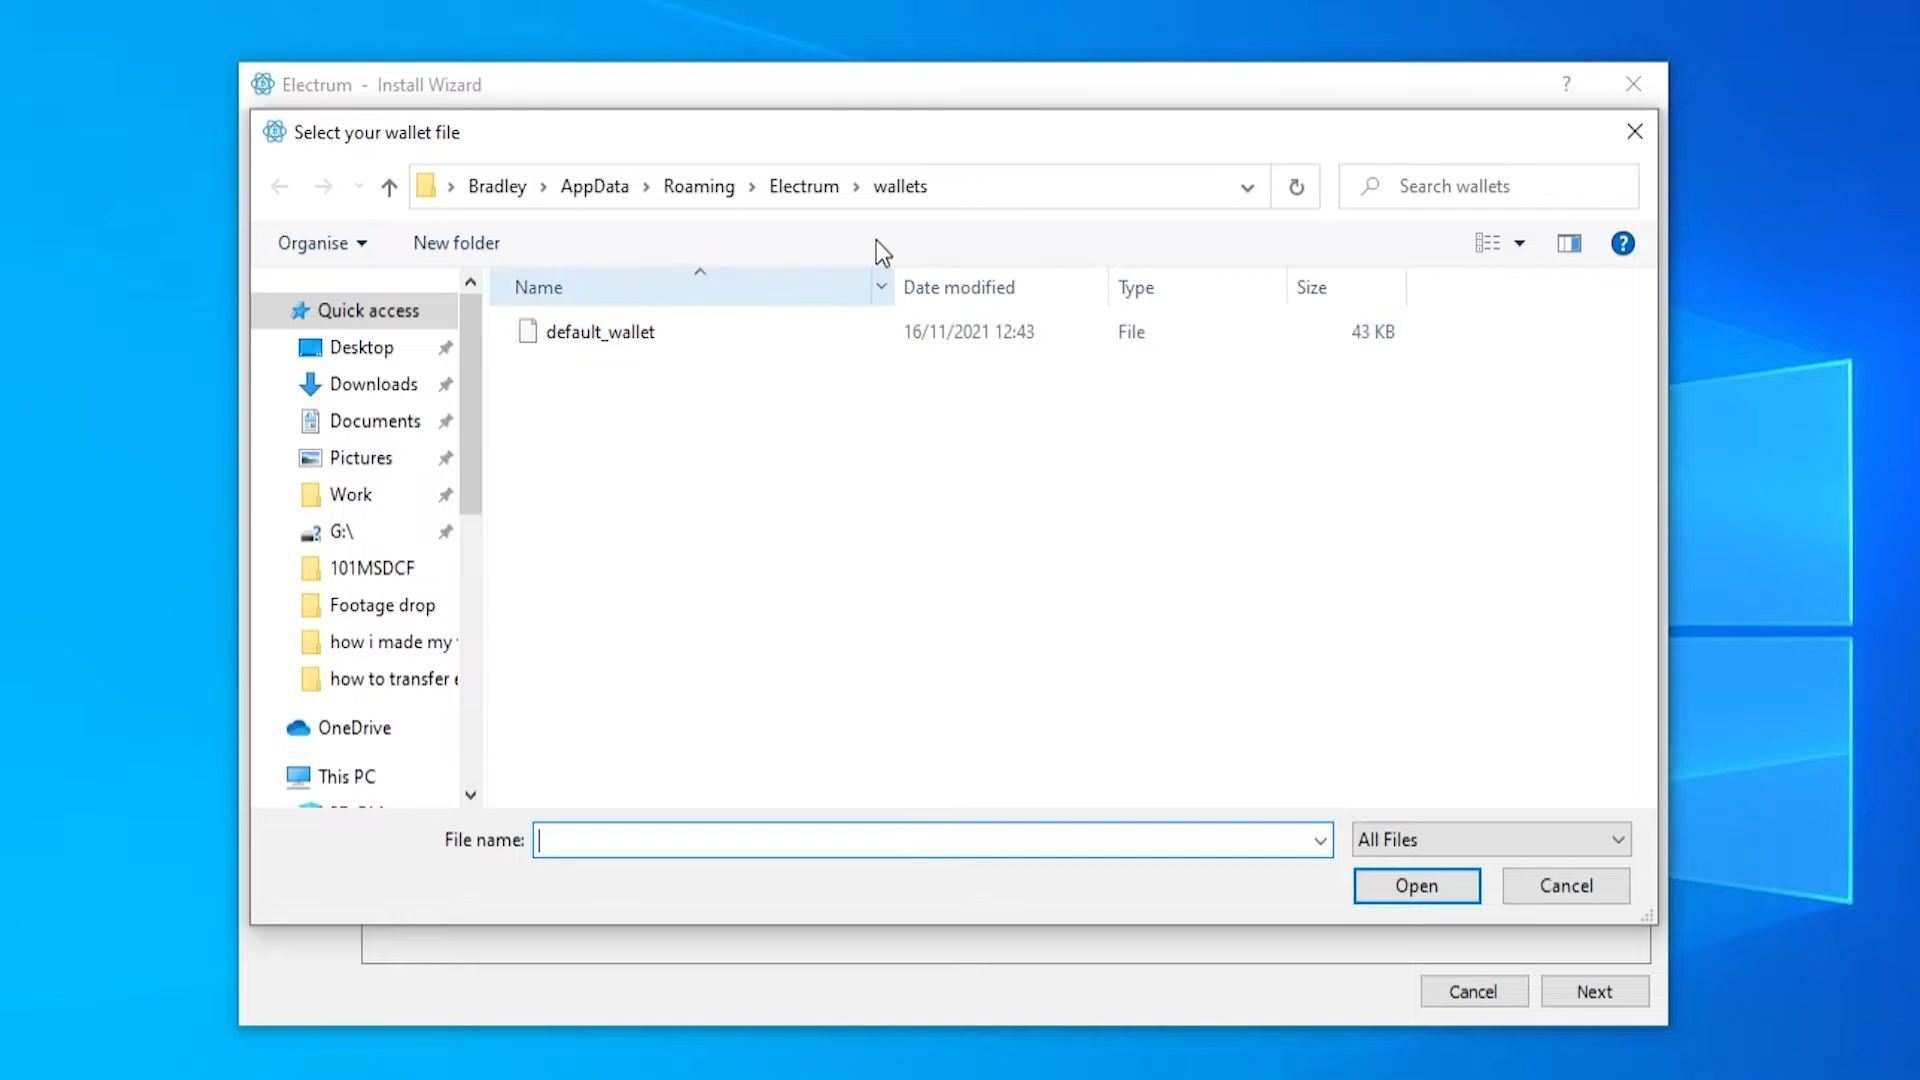 Electrum - Install Wizard
?
Select your wallet file
Bradley > AppData > Roaming > Electrum > wallets
Search wallets
Organise
New folder
?
Name
Date modified
Type
Size
default_wallet
16/11/2021 12:43
File
43 KB
Quick access
Desktop
Downloads
Documents
Pictures
Work
G:\
101MSDCF
Footage drop
how i made my
how to transfer
OneDrive
This PC
File name:
All Files
Open
Cancel
Cancel
Next